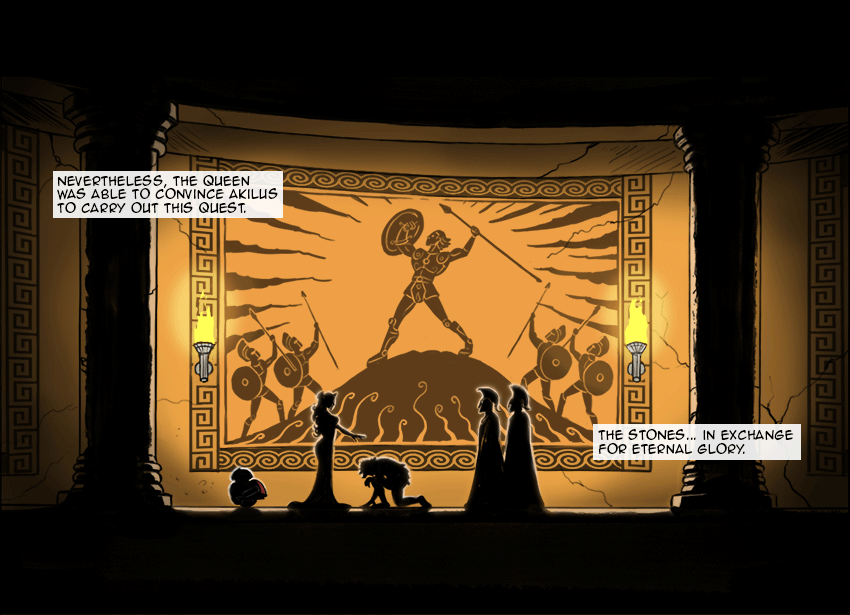 NEVERTHELESS, THE QUEEN
WAS ABLE TO CONVINCE AKILUS
TO CARRY OUT THIS QUEST.
THE STONES... IN EXCHANGE
FOR ETERNAL GLORY.